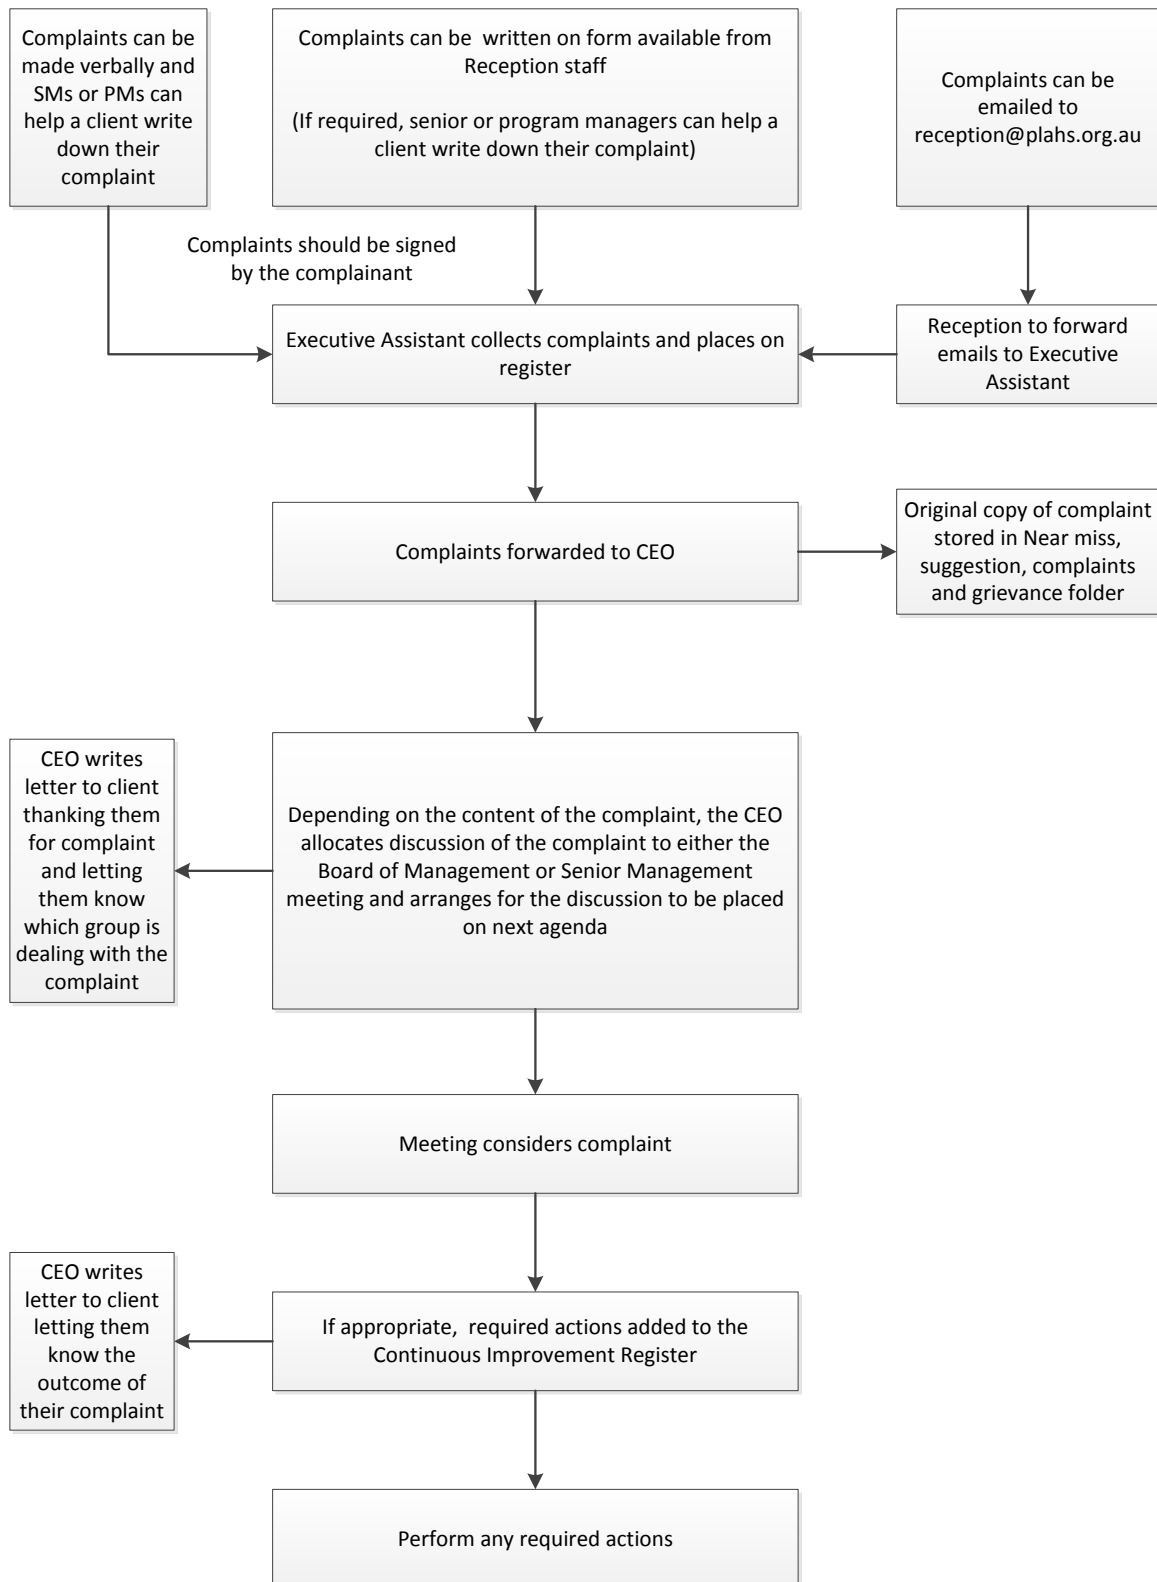 Complaints can be
made verbally and
SMs or PMs can
help a client write
down their
complaint
Complaints can be written on form available from
Reception staff
(If required, senior or program managers can help a
client write down their complaint)
Complaints can be
emailed to
reception@plahs.org.au
Complaints should be signed
by the complainant
Executive Assistant collects complaints and places on
register
Reception to forward
emails to Executive
Assistant
Complaints forwarded to CEO
Original copy of complaint
stored in Near miss,
suggestion, complaints
and grievance folder
CEO writes
letter to client
thanking them
for complaint
and letting
them know
which group is
dealing with the
complaint
Depending on the content of the complaint, the CEO
allocates discussion of the complaint to either the
Board of Management or Senior Management
meeting and arranges for the discussion to be placed
on next agenda
Meeting considers complaint
CEO writes
letter to client
letting them
know the
outcome of
their complaint
If appropriate, required actions added to the
Continuous Improvement Register
Perform any required actions